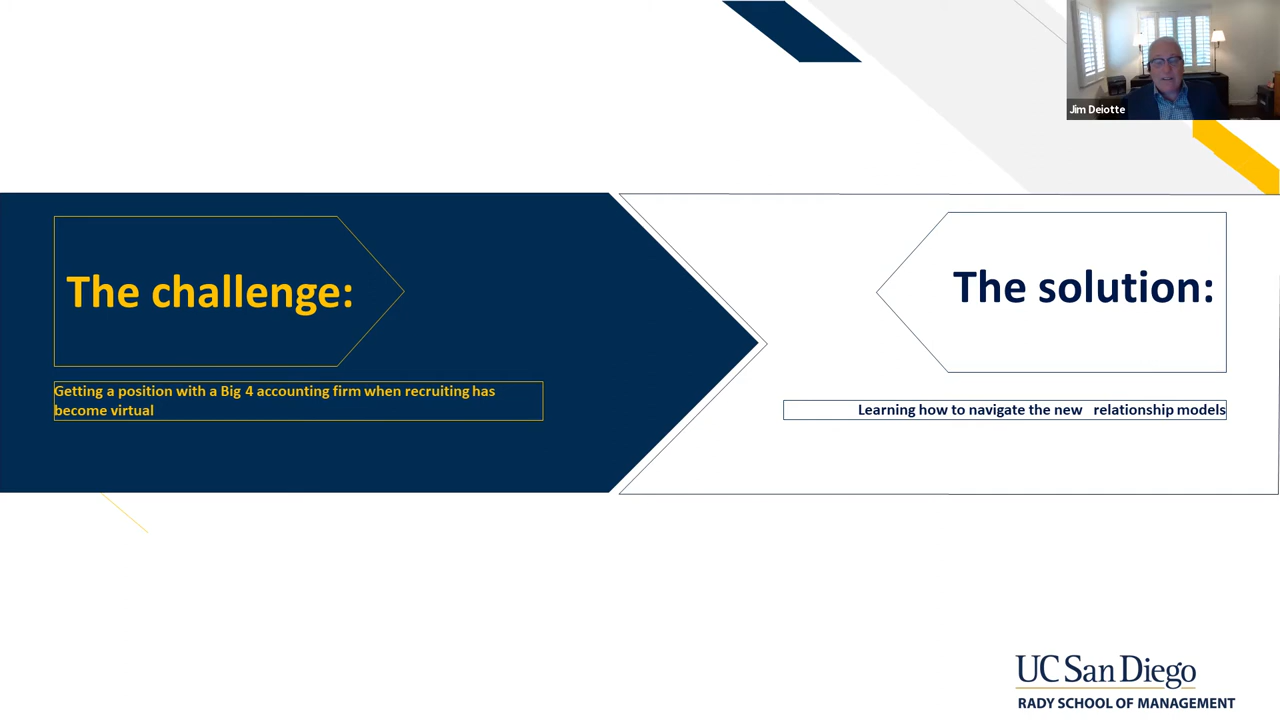 Jim Deiotte
The challenge:
Getting a position with a Big 4 accounting firm when recruiting has
become virtual
The solution:
Learning how to navigate the new relationship models
UC San Diego
RADY SCHOOL OF MANAGEMENT